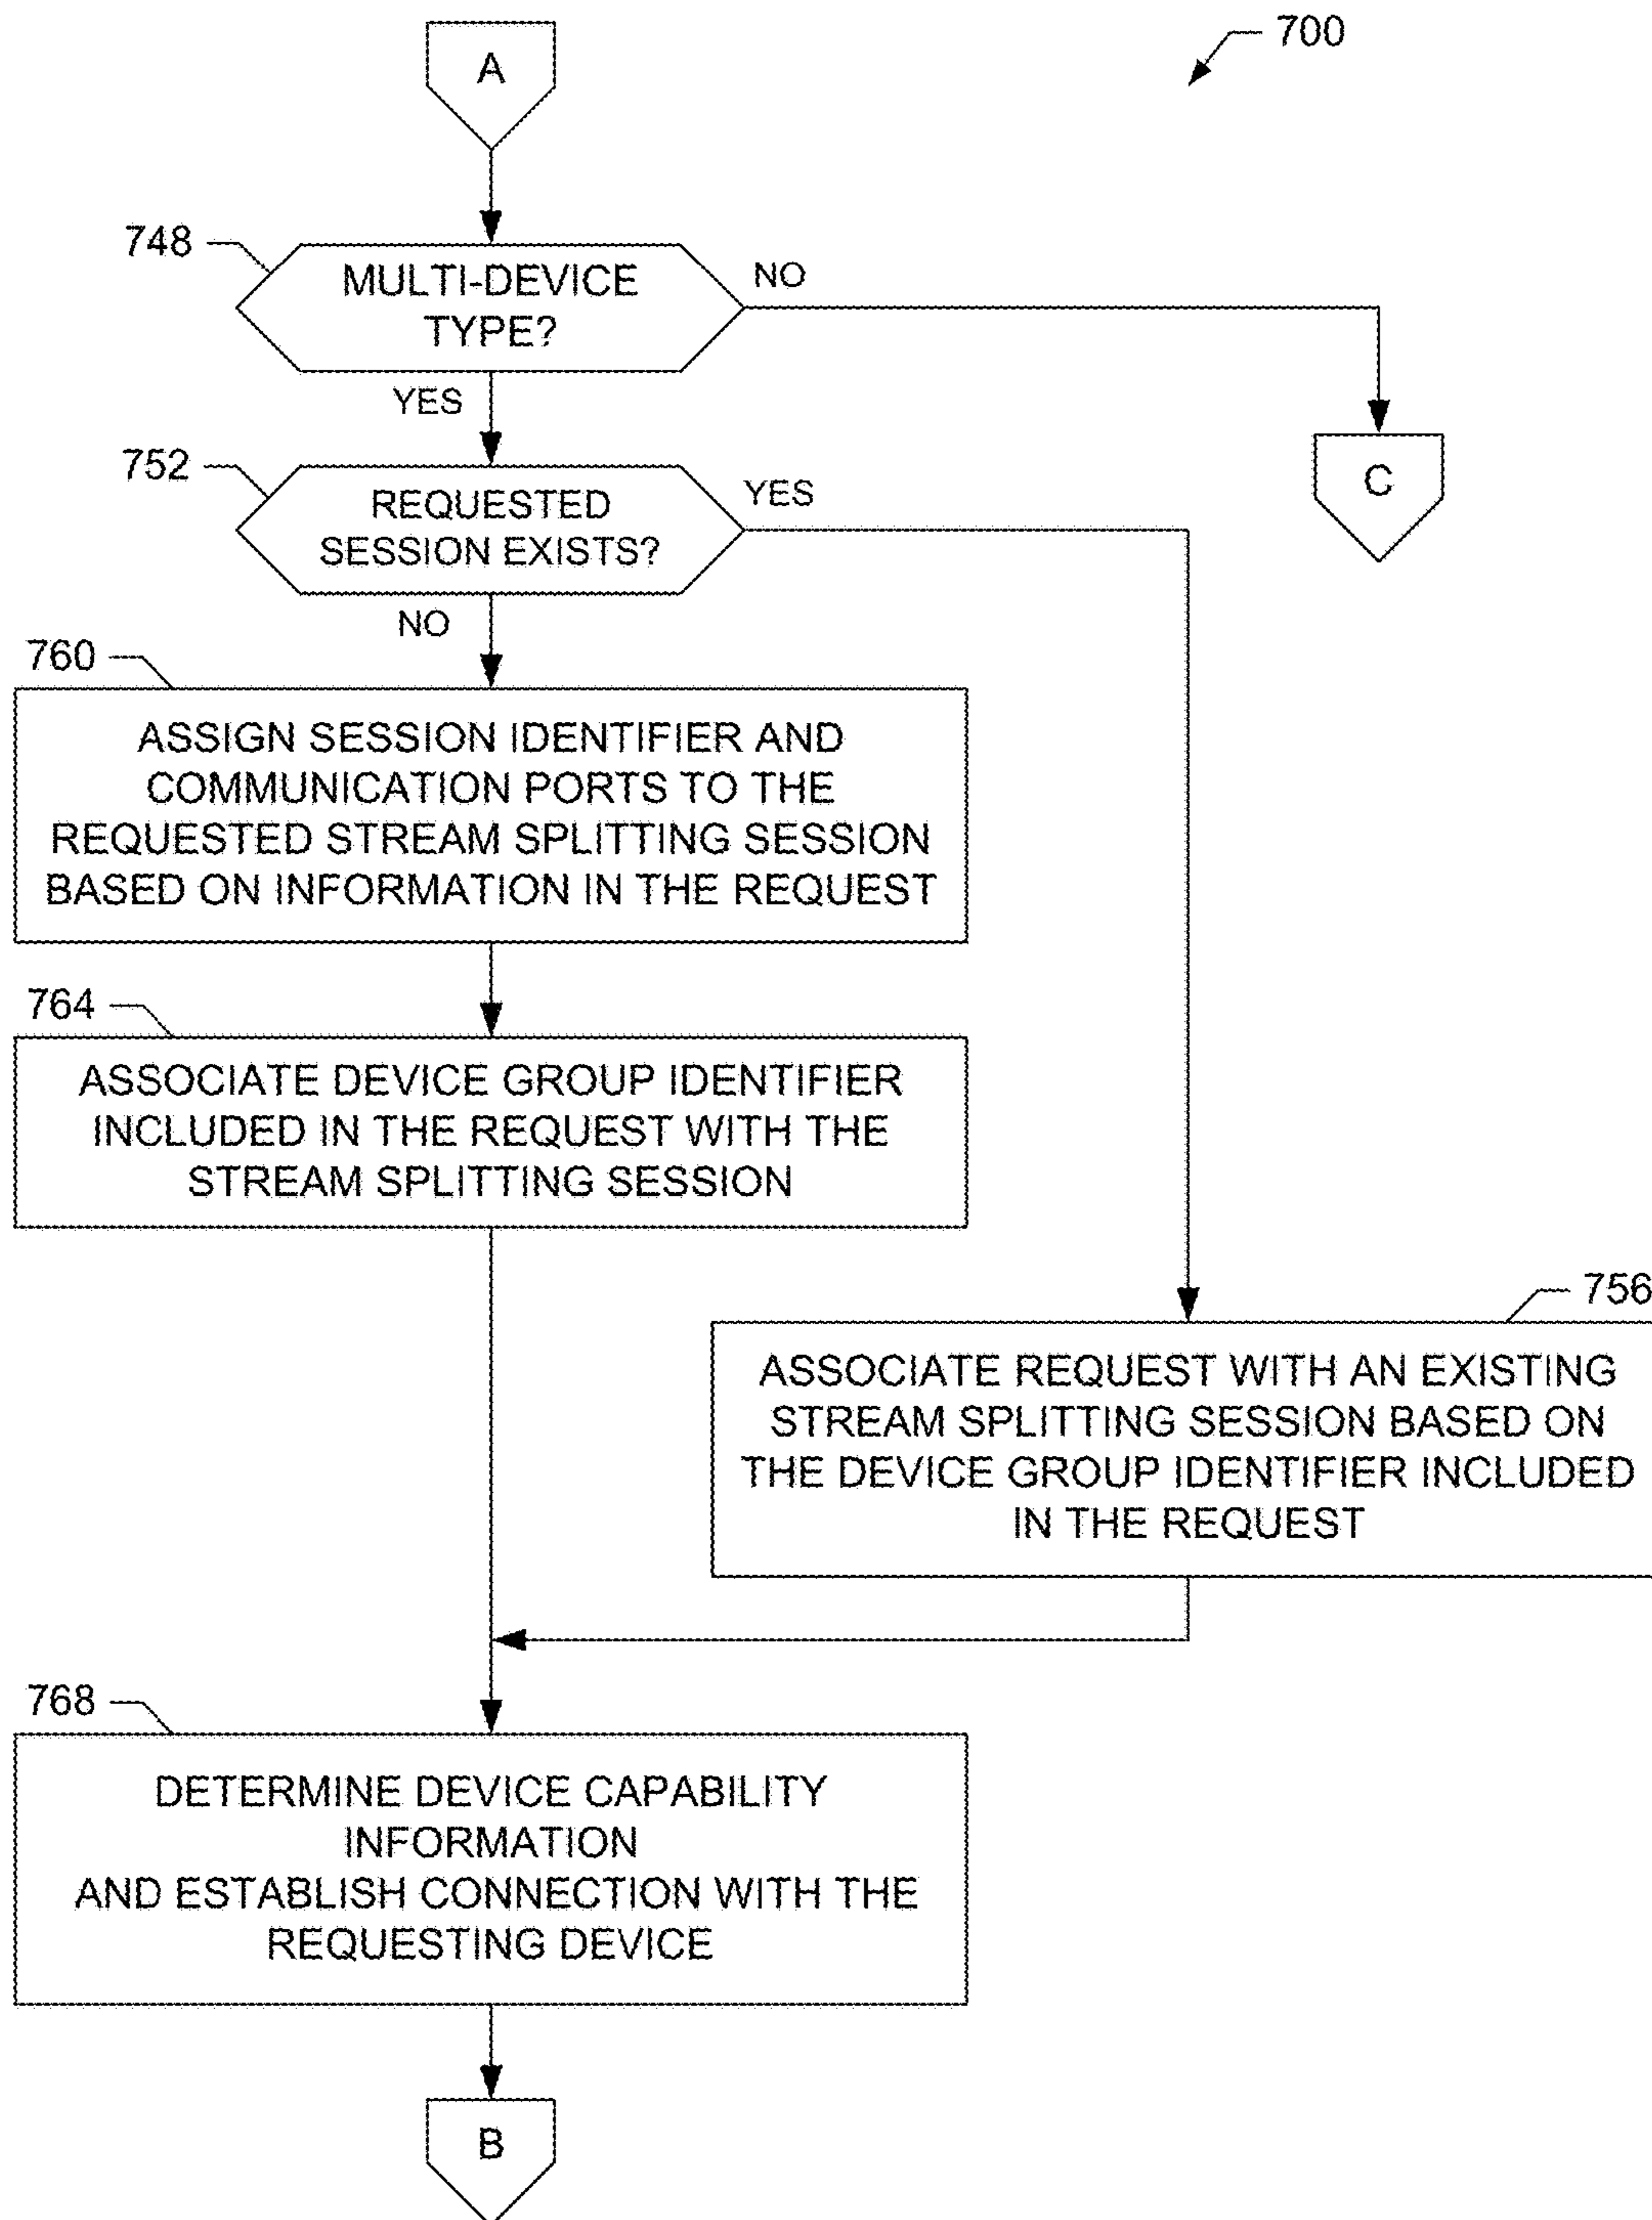 A
700
748
MULTI-DEVICE
TYPE?
NO
YES
C
752
REQUESTED
SESSION EXISTS?
YES
NO
760
ASSIGN SESSION IDENTIFIER AND
COMMUNICATION PORTS TO THE
REQUESTED STREAM SPLITTING SESSION
BASED ON INFORMATION IN THE REQUEST
764
ASSOCIATE DEVICE GROUP IDENTIFIER
INCLUDED IN THE REQUEST WITH THE
STREAM SPLITTING SESSION
756
ASSOCIATE REQUEST WITH AN EXISTING
STREAM SPLITTING SESSION BASED ON
THE DEVICE GROUP IDENTIFIER INCLUDED
IN THE REQUEST
768
DETERMINE DEVICE CAPABILITY
INFORMATION
AND ESTABLISH CONNECTION WITH THE
REQUESTING DEVICE
B